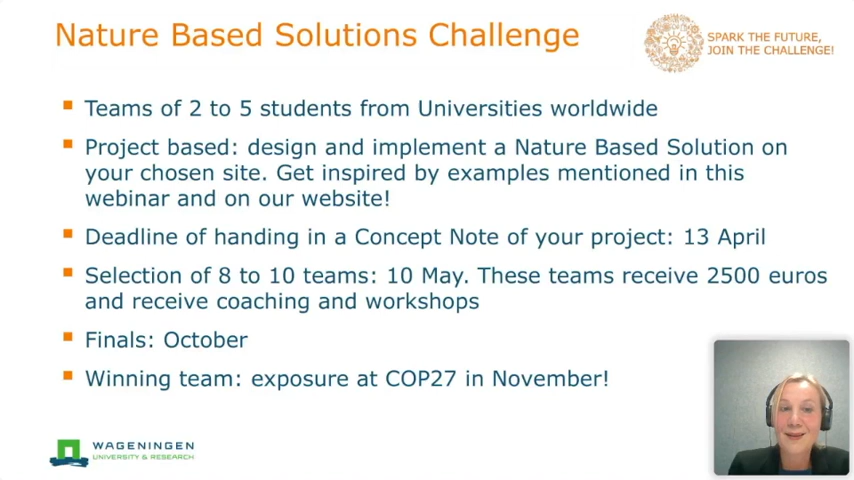 Nature Based Solutions Challenge
SPARK THE FUTURE,
JOIN THE CHALLENGE!
Teams of 2 to 5 students from Universities worldwide
Project based: design and implement a Nature Based Solution on
your chosen site. Get inspired by examples mentioned in this
webinar and on our website!
Deadline of handing in a Concept Note of your project: 13 April
Selection of 8 to 10 teams: 10 May. These teams receive 2500 euros
and receive coaching and workshops
Finals: October
Winning team: exposure at COP27 in November!
WAGENINGEN
UNIVERSITY & RESEARCH